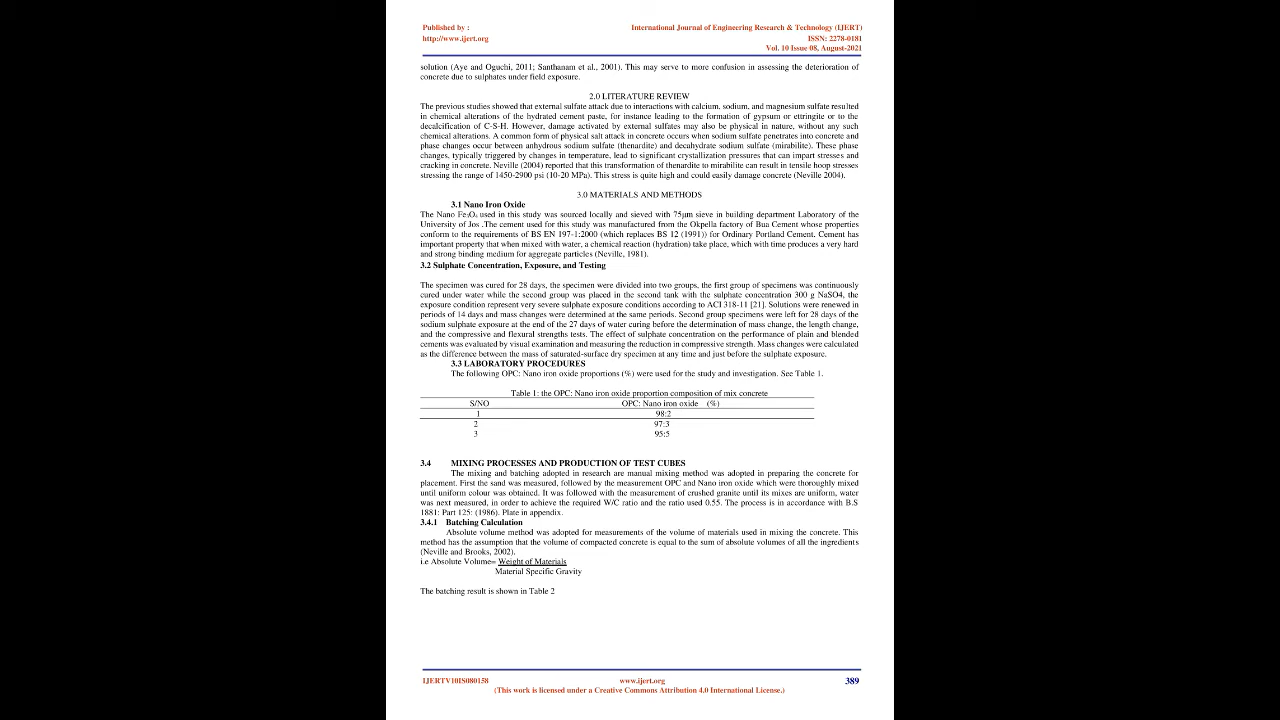 Published by :
International Journal of Engineering Research & Technology (IJERT)
http://www.ijert.org
ISSN: 2278-0181
Vol. 10 Issue 08, August-2021
solution (Aye and Oguchi, 2011; Santhanam et al., 2001). This may serve to more confusion in assessing the deterioration of
concrete due to sulphates under field exposure.
2.0 LITERATURE REVIEW
The previous studies showed that external sulfate attack due to interactions with calcium, sodium, and magnesium sulfate resulted
in chemical alterations of the hydrated cement paste, for instance leading to the formation of gypsum or ettringite or to the
decalcification of C-S-H. However, damage activated by external sulfates may also be physical in nature, without any such
chemical alterations. A common form of physical salt attack in concrete occurs when sodium sulfate penetrates into concrete and
phase changes occur between anhydrous sodium sulfate (thenardite) and decahydrate sodium sulfate (mirabilite). These phase
changes, typically triggered by changes in temperature, lead to significant crystallization pressures that can impart stresses and
cracking in concrete. Neville (2004) reported that this transformation of thenardite to mirabilite can result in tensile hoop stresses
stressing the range of 1450-2900 psi (10-20 MPa). This stress is quite high and could easily damage concrete (Neville 2004).
3.0 MATERIALS AND METHODS
3.1 Nano Iron Oxide
The Nano Fe₃O₄ used in this study was sourced locally and sieved with 75µm sieve in building department Laboratory of the
University of Jos .The cement used for this study was manufactured from the Okpella factory of Bua Cement whose properties
conform to the requirements of BS EN 197-1:2000 (which replaces BS 12 (1991)) for Ordinary Portland Cement. Cement has
important property that when mixed with water, a chemical reaction (hydration) take place, which with time produces a very hard
and strong binding medium for aggregate particles (Neville, 1981).
3.2 Sulphate Concentration, Exposure, and Testing
The specimen was cured for 28 days, the specimen were divided into two groups, the first group of specimens was continuously
cured under water while the second group was placed in the second tank with the sulphate concentration 300 g NaSO4, the
exposure condition represent very severe sulphate exposure conditions according to ACI 318-11 [21]. Solutions were renewed in
periods of 14 days and mass changes were determined at the same periods. Second group specimens were left for 28 days of the
sodium sulphate exposure at the end of the 27 days of water curing before the determination of mass change, the length change,
and the compressive and flexural strengths tests. The effect of sulphate concentration on the performance of plain and blended
cements was evaluated by visual examination and measuring the reduction in compressive strength. Mass changes were calculated
as the difference between the mass of saturated-surface dry specimen at any time and just before the sulphate exposure.
3.3 LABORATORY PROCEDURES
The following OPC: Nano iron oxide proportions (%) were used for the study and investigation. See Table 1.
Table 1: the OPC: Nano iron oxide proportion composition of mix concrete
S/NO OPC: Nano iron oxide (%)
1 98:2
2 97:3
3 95:5
3.4 MIXING PROCESSES AND PRODUCTION OF TEST CUBES
The mixing and batching adopted in research are manual mixing method was adopted in preparing the concrete for
placement. First the sand was measured, followed by the measurement OPC and Nano iron oxide which were thoroughly mixed
until uniform colour was obtained. It was followed with the measurement of crushed granite until its mixes are uniform, water
was next measured, in order to achieve the required W/C ratio and the ratio used 0.55. The process is in accordance with B.S
1881: Part 125: (1986). Plate in appendix.
3.4.1 Batching Calculation
Absolute volume method was adopted for measurements of the volume of materials used in mixing the concrete. This
method has the assumption that the volume of compacted concrete is equal to the sum of absolute volumes of all the ingredients
(Neville and Brooks, 2002).
i.e Absolute Volume= Weight of Materials
Material Specific Gravity
The batching result is shown in Table 2
IJERTV10IS080158
www.ijert.org
389
(This work is licensed under a Creative Commons Attribution 4.0 International License.)